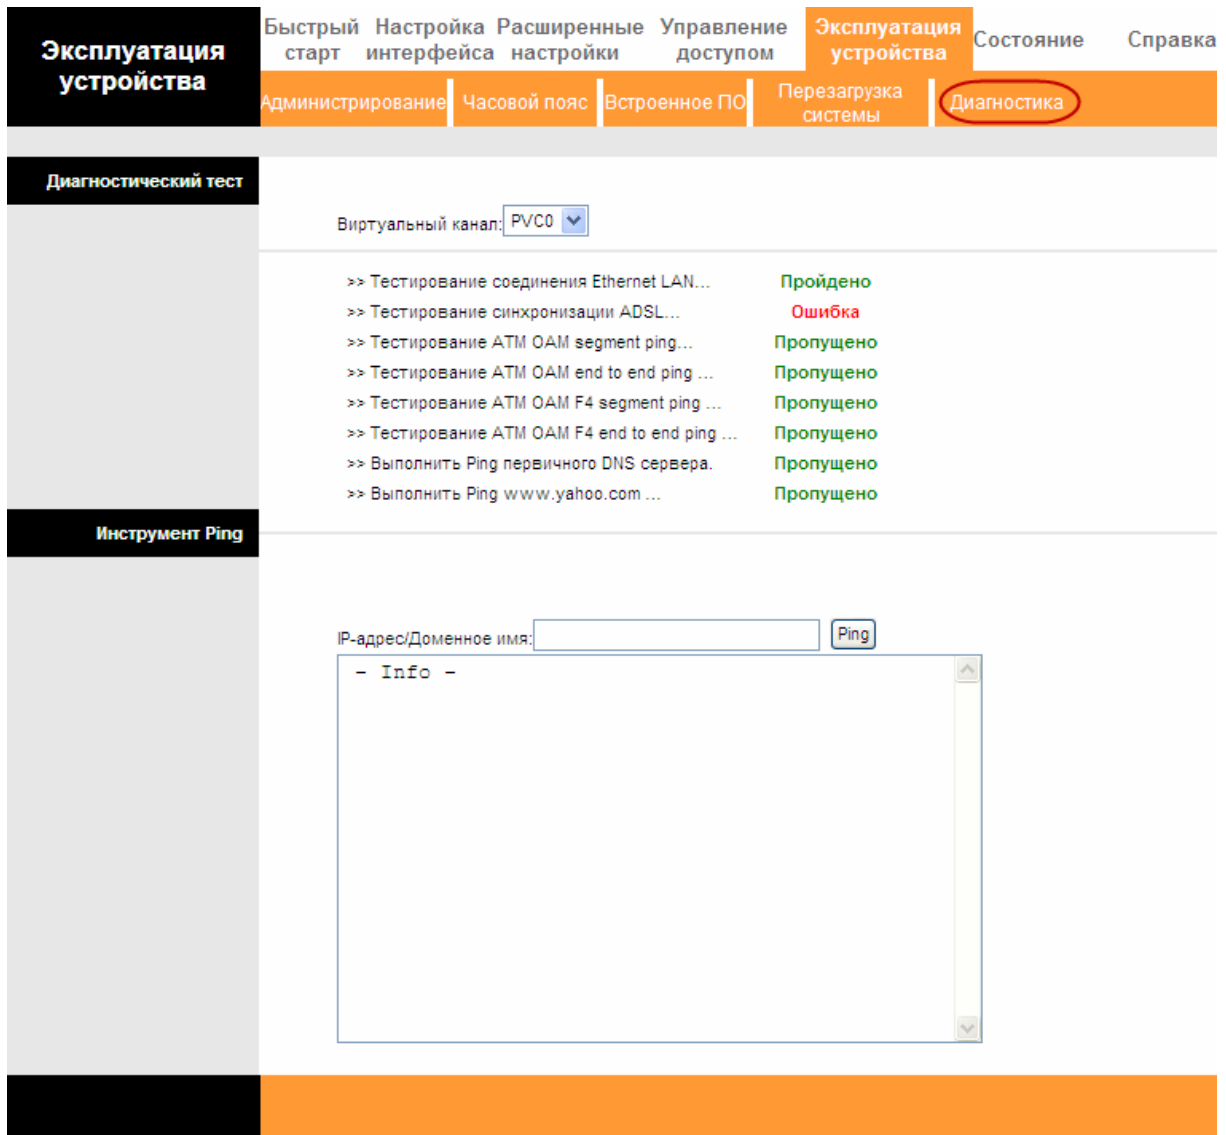 Эксплуатация
устройства
Быстрый
старт
Настройка
интерфейса
Расширенные
настройки
Управление
доступом
Эксплуатация
устройства
Состояние
Справка
Администрирование
Часовой пояс
Встроенное ПО
Перезагрузка
системы
Диагностика
Диагностический тест
Виртуальный канал: PVC0
>> Тестирование соединения Ethernet LAN... Пройдено
>> Тестирование синхронизации ADSL... Ошибка
>> Тестирование ATM OAM segment ping... Пропущено
>> Тестирование ATM OAM end to end ping ... Пропущено
>> Тестирование ATM OAM F4 segment ping ... Пропущено
>> Тестирование ATM OAM F4 end to end ping ... Пропущено
>> Выполнить Ping первичного DNS сервера. Пропущено
>> Выполнить Ping www.yahoo.com ... Пропущено
Инструмент Ping
IP-адрес/Доменное имя: Ping
- Info -